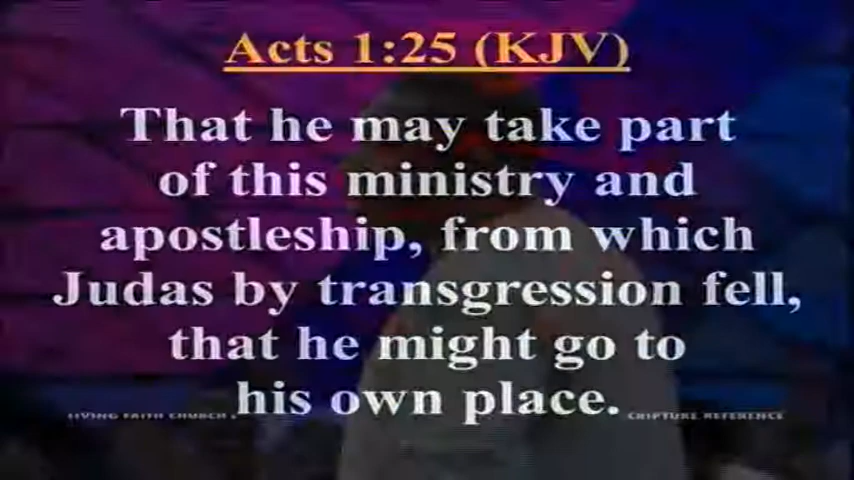 Acts 1:25 (KJV)
That he may take part
of this ministry and
apostleship, from which
Judas by transgression fell,
that he might go to
his own place.
LIVING FAITH CHURCH
CRIPTURE REFERENCE